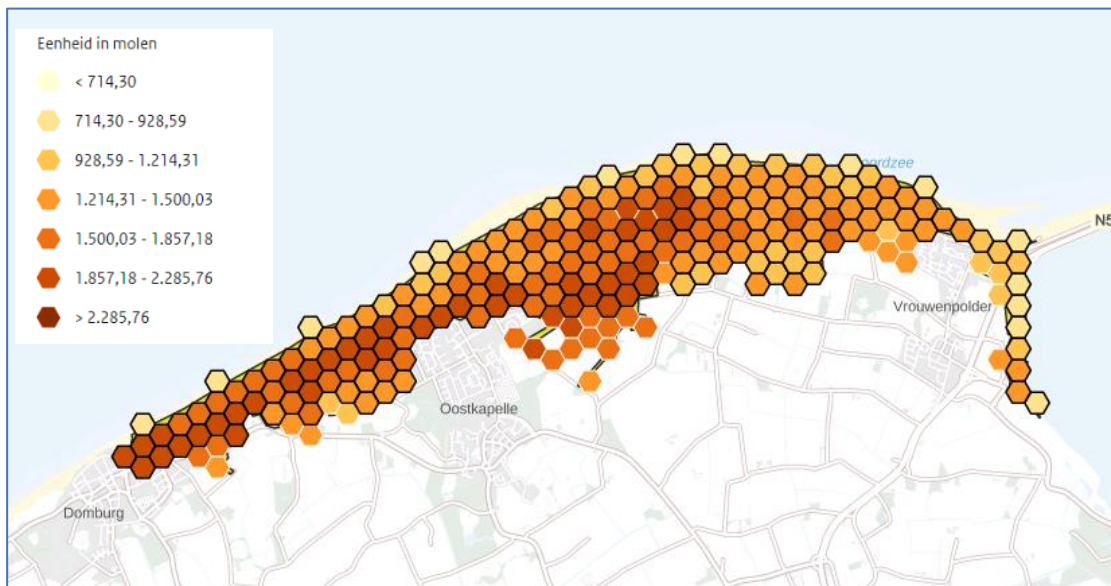 Eenheid in molen
< 714,30
714,30 - 928,59
928,59 - 1.214,31
1.214,31 - 1.500,03
1.500,03 - 1.857,18
1.857,18 - 2.285,76
> 2.285,76
N5
Vrouwenpolder
Oostkapelle
Domburg